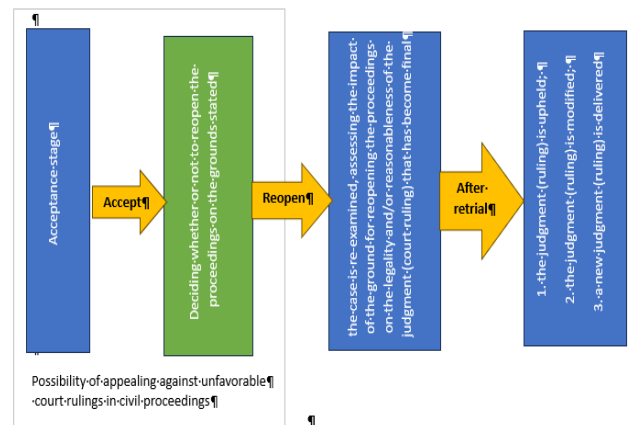 Acceptance stage
Accept
Deciding whether or not to reopen the
proceedings on the grounds stated
Reopen
the case is re-examined, assessing the impact
of the ground for reopening the proceedings
on the legality and/or reasonableness of the
judgment (court ruling) that has become final
After
retrial
1. the judgment (ruling) is upheld;
2. the judgment (ruling) is modified;
3. a new judgment (ruling) is delivered
Possibility of appealing against unfavorable
court rulings in civil proceedings